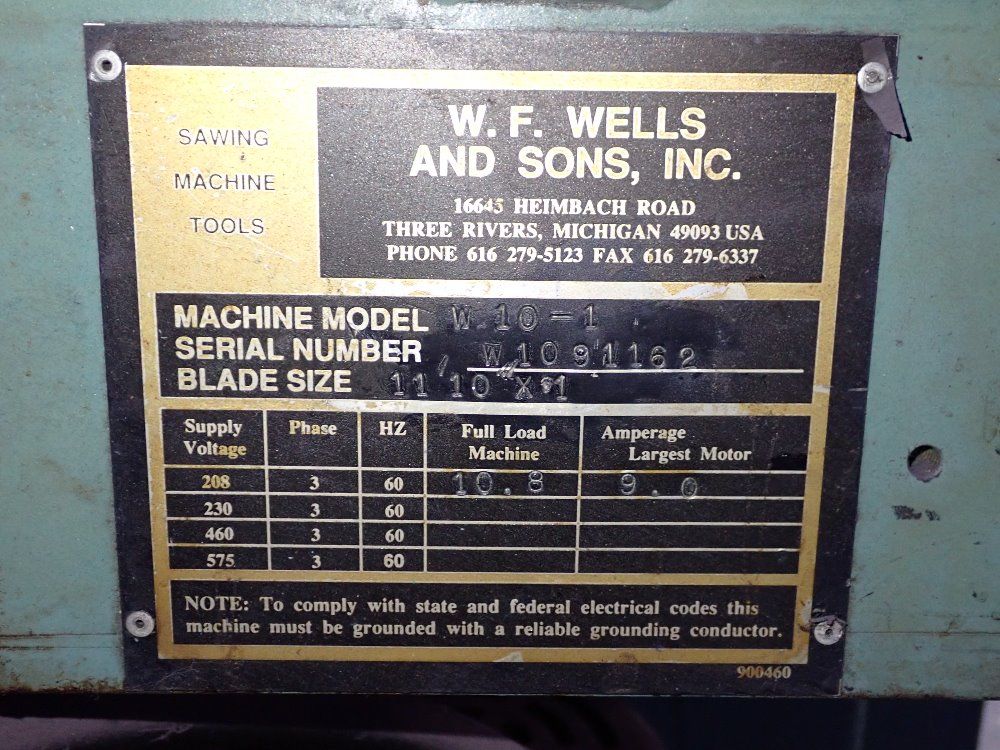 SAWING
MACHINE
TOOLS
W. F. WELLS
AND SONS, INC.
16645 HEIMBACH ROAD
THREE RIVERS, MICHIGAN 49093 USA
PHONE 616 279-5123 FAX 616 279-6337
MACHINE MODEL W 10-1
SERIAL NUMBER W1091162
BLADE SIZE 11 10 X 1
Supply Voltage Phase HZ Full Load Machine Amperage Largest Motor
208 3 60 10.8 9.0
230 3 60
460 3 60
575 3 60
NOTE: To comply with state and federal electrical codes this
machine must be grounded with a reliable grounding conductor.
900460